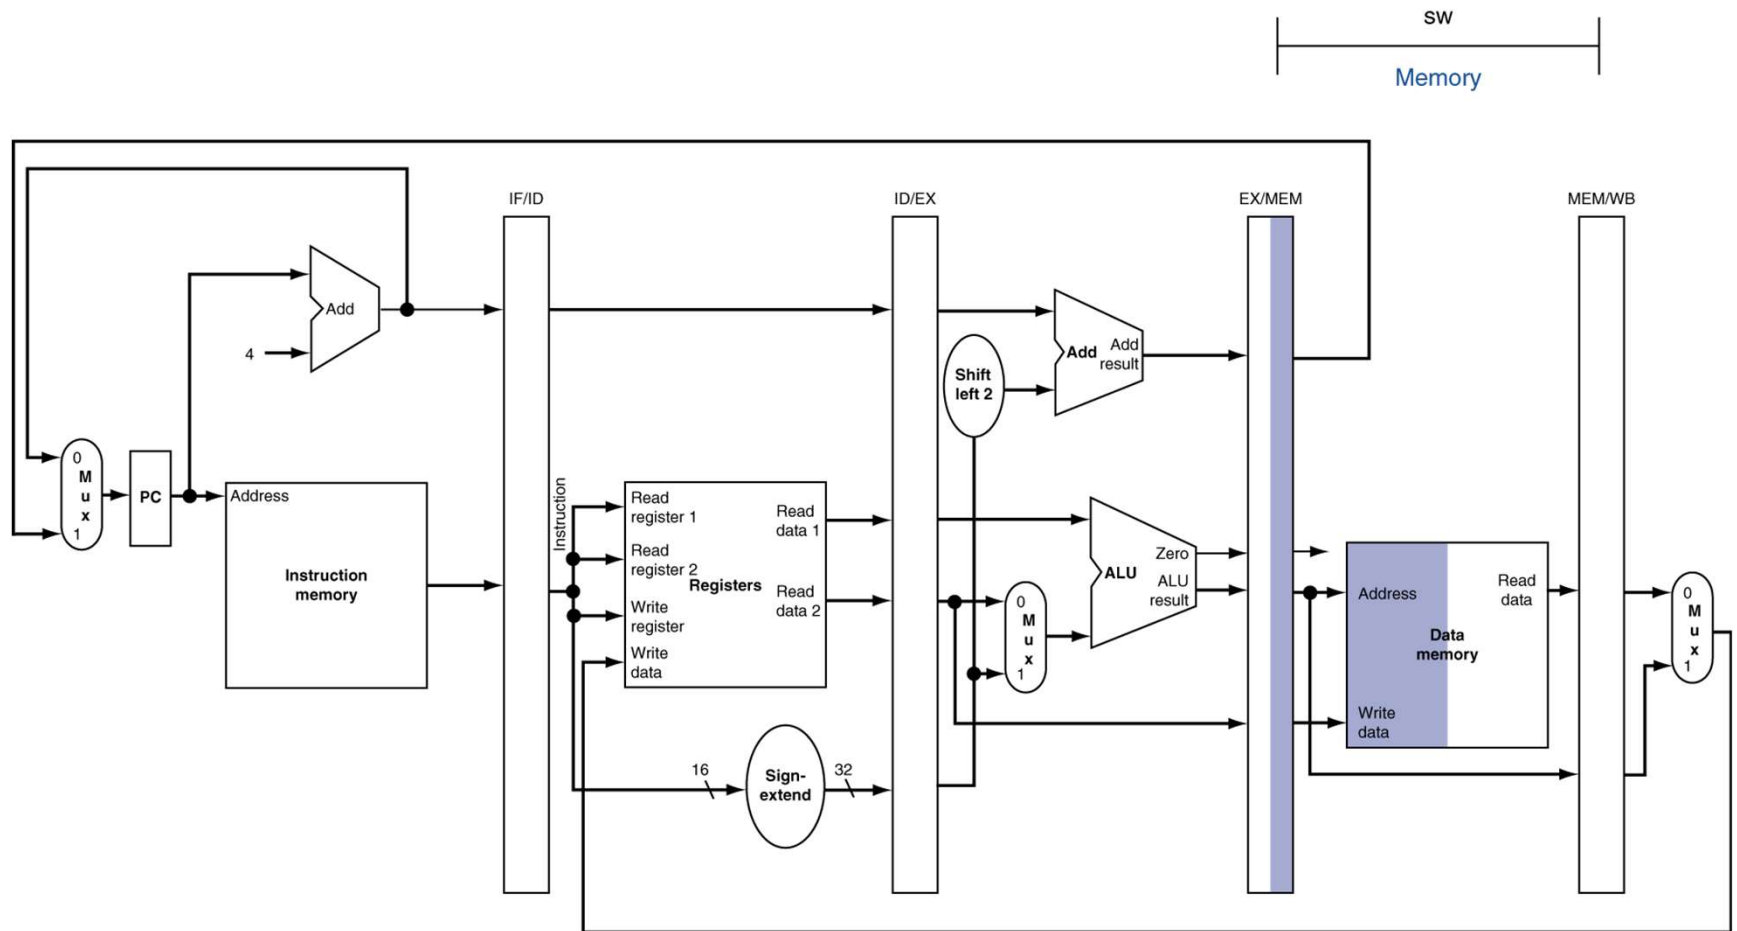 SW
Memory
IF/ID
ID/EX
EX/MEM
MEM/WB
Add
4
Shift
left 2
Add
Add
result
0
M
u
x
1
PC
Address
Instruction
memory
Instruction
Read
register 1
Read
register 2
Write
register
Write
data
Registers
Read
data 1
Read
data 2
16
Sign-
extend
32
0
M
u
x
1
ALU
Zero
ALU
result
Address
Write
data
Data
memory
Read
data
0
M
u
x
1